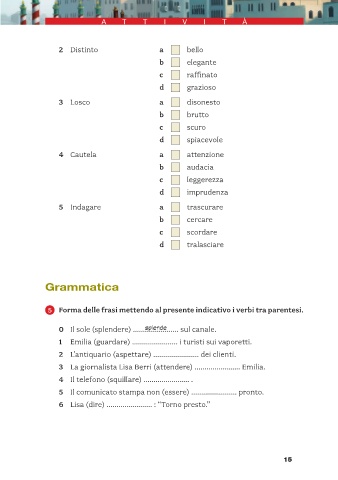 ATTIVITÀ
2 Distinto a bello
b elegante
c raffinato
d grazioso
3 Losco a disonesto
b brutto
c scuro
d spiacevole
4 Cautela a attenzione
b audacia
c leggerezza
d imprudenza
5 Indagare a trascurare
b cercare
c scordare
d tralasciare
Grammatica
5 Forma delle frasi mettendo al presente indicativo i verbi tra parentesi.
0 Il sole (splendere) ......splende...... sul canale.
1 Emilia (guardare) ....................... i turisti sui vaporetti.
2 L'antiquario (aspettare) ....................... dei clienti.
3 La giornalista Lisa Berri (attendere) ....................... Emilia.
4 Il telefono (squillare) ....................... .
5 Il comunicato stampa non (essere) ....................... pronto.
6 Lisa (dire) ....................... : "Torno presto."
15